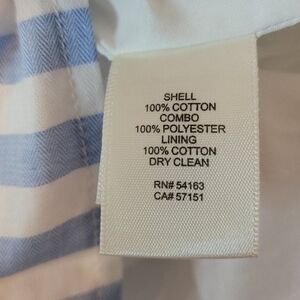 SHELL
100% COTTON
COMBO
100% POLYESTER
LINING
100% COTTON
DRY CLEAN
RN# 54163
CA# 57151